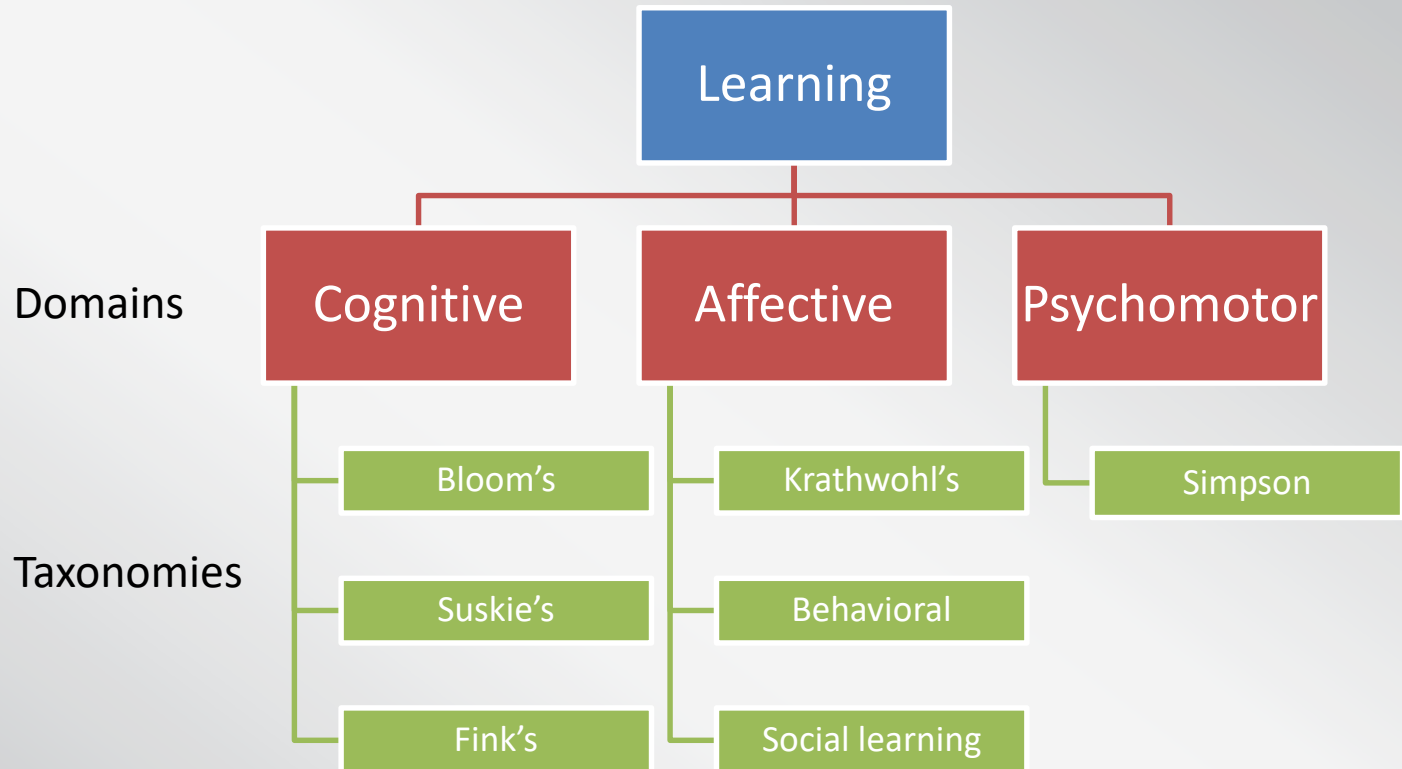 Learning
Domains
Cognitive
Affective
Psychomotor
Taxonomies
Bloom’s
Krathwohl’s
Simpson
Suskie’s
Behavioral
Fink’s
Social learning